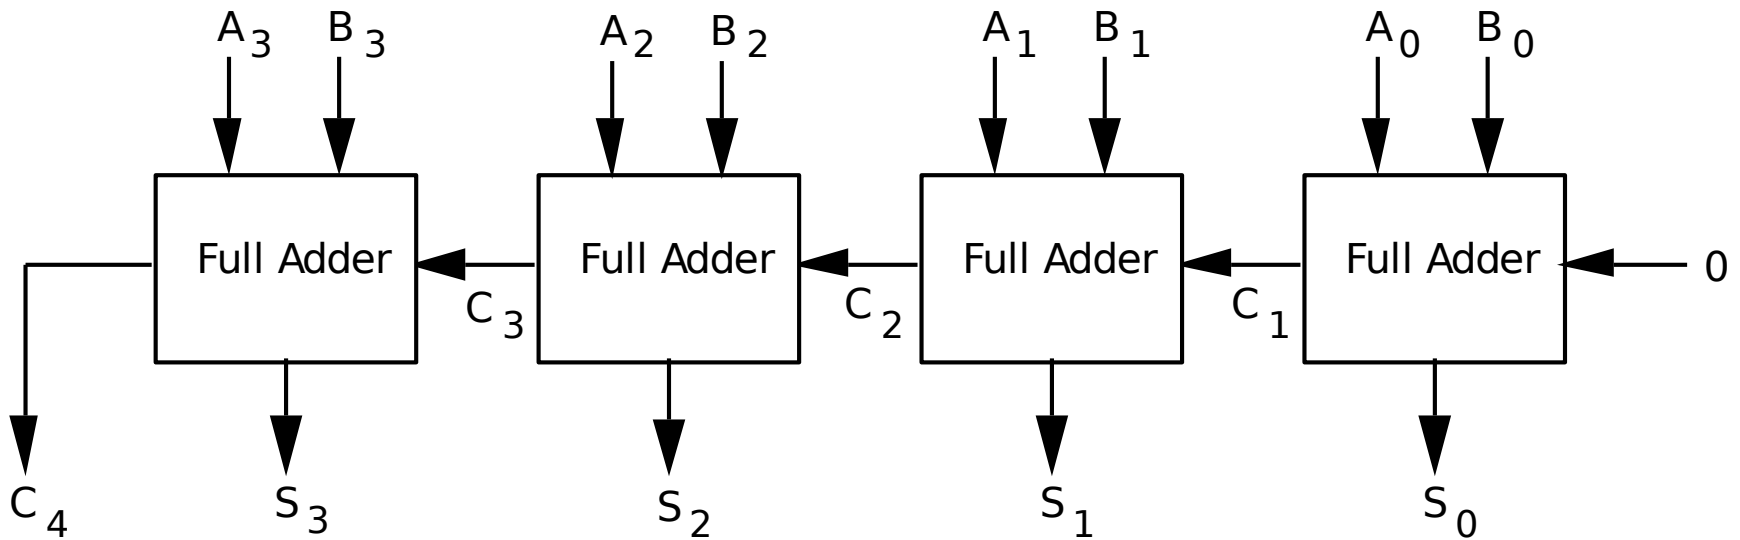 A3 B3 A2 B2 A1 B1 A0 B0
Full Adder Full Adder Full Adder Full Adder 0
C3 C2 C1
C4 S3 S2 S1 S0